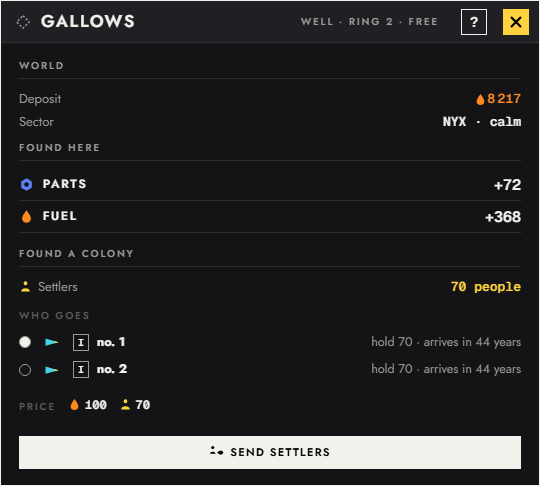 GALLOWS WELL · RING 2 · FREE ?
WORLD
Deposit 8 217
Sector NYX · calm
FOUND HERE
PARTS +72
FUEL +368
FOUND A COLONY
Settlers 70 people
WHO GOES
I no. 1 hold 70 · arrives in 44 years
I no. 2 hold 70 · arrives in 44 years
PRICE 100 70
SEND SETTLERS